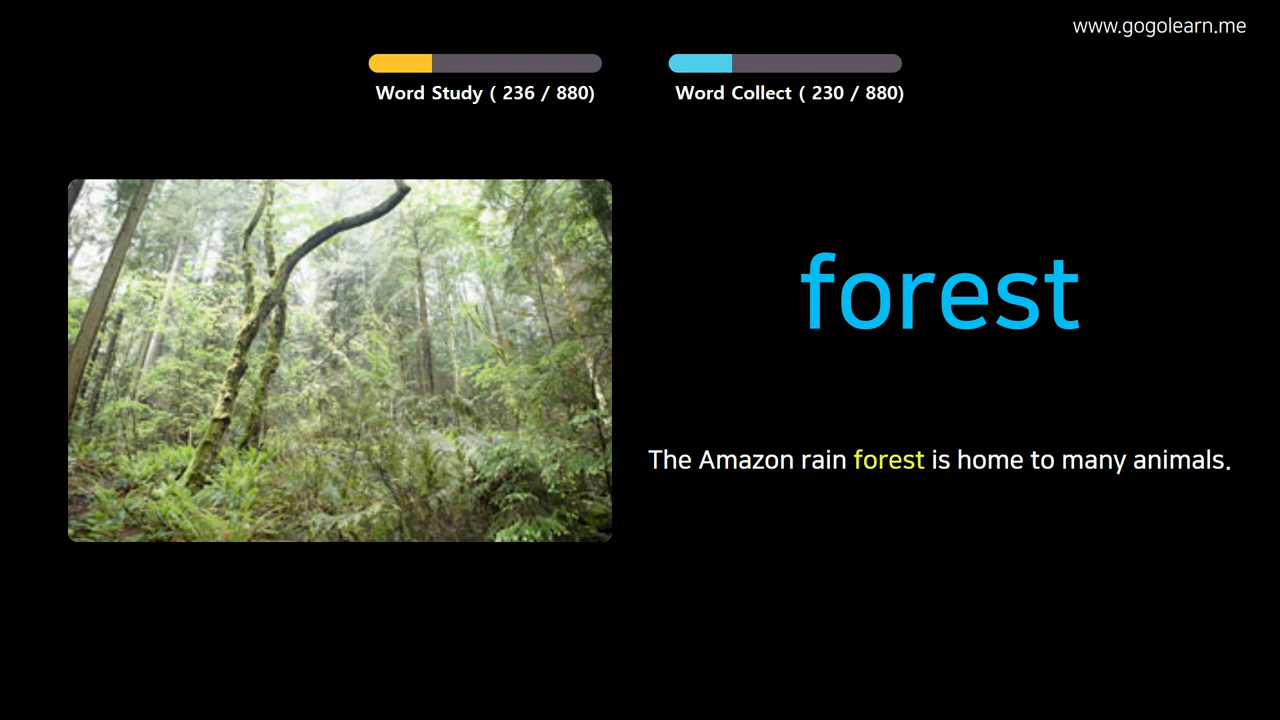 www.gogolearn.me
Word Study ( 236 / 880)
Word Collect ( 230 / 880)
forest
The Amazon rain forest is home to many animals.